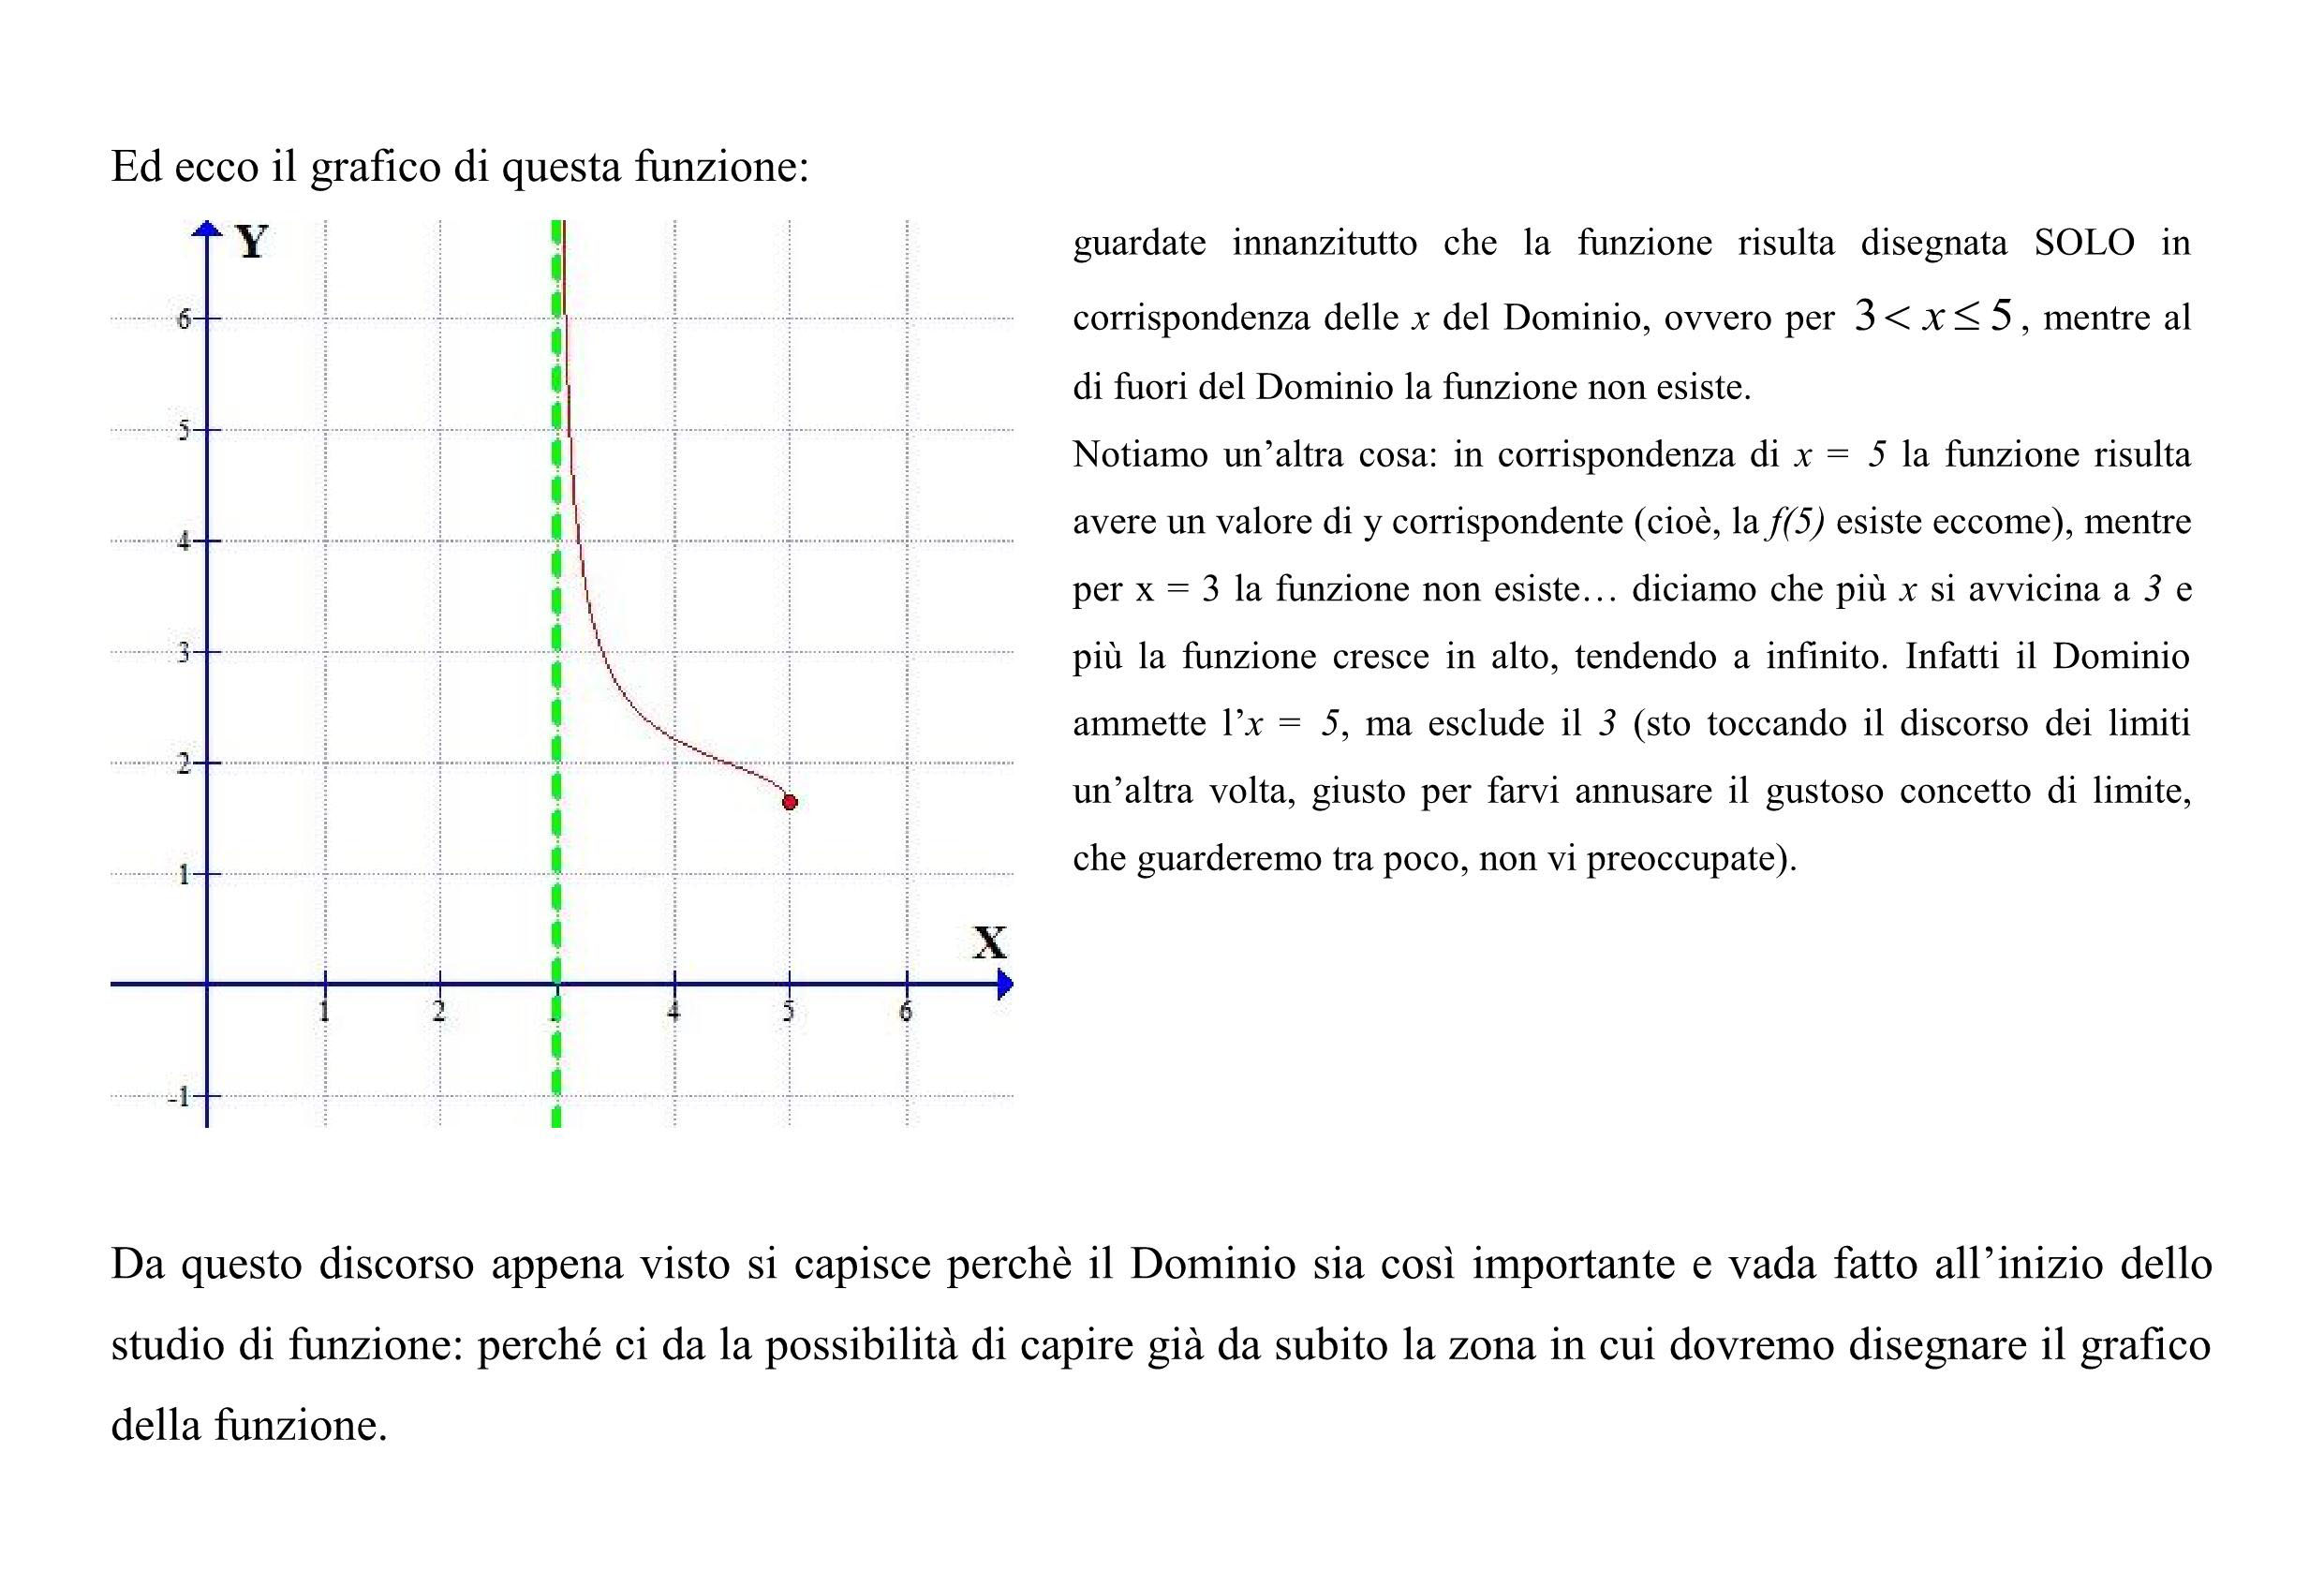 Ed ecco il grafico di questa funzione:
Y
6
5
4
3
2
1
-1
X
1
2
4
5
6
guardate innanzitutto che la funzione risulta disegnata SOLO in
corrispondenza delle x del Dominio, ovvero per 3 < x ≤ 5, mentre al
di fuori del Dominio la funzione non esiste.
Notiamo un’altra cosa: in corrispondenza di x = 5 la funzione risulta
avere un valore di y corrispondente (cioè, la f(5) esiste eccome), mentre
per x = 3 la funzione non esiste… diciamo che più x si avvicina a 3 e
più la funzione cresce in alto, tendendo a infinito. Infatti il Dominio
ammette l’x = 5, ma esclude il 3 (sto toccando il discorso dei limiti
un’altra volta, giusto per farvi annusare il gustoso concetto di limite,
che guarderemo tra poco, non vi preoccupate).
Da questo discorso appena visto si capisce perchè il Dominio sia così importante e vada fatto all’inizio dello
studio di funzione: perché ci da la possibilità di capire già da subito la zona in cui dovremo disegnare il grafico
della funzione.